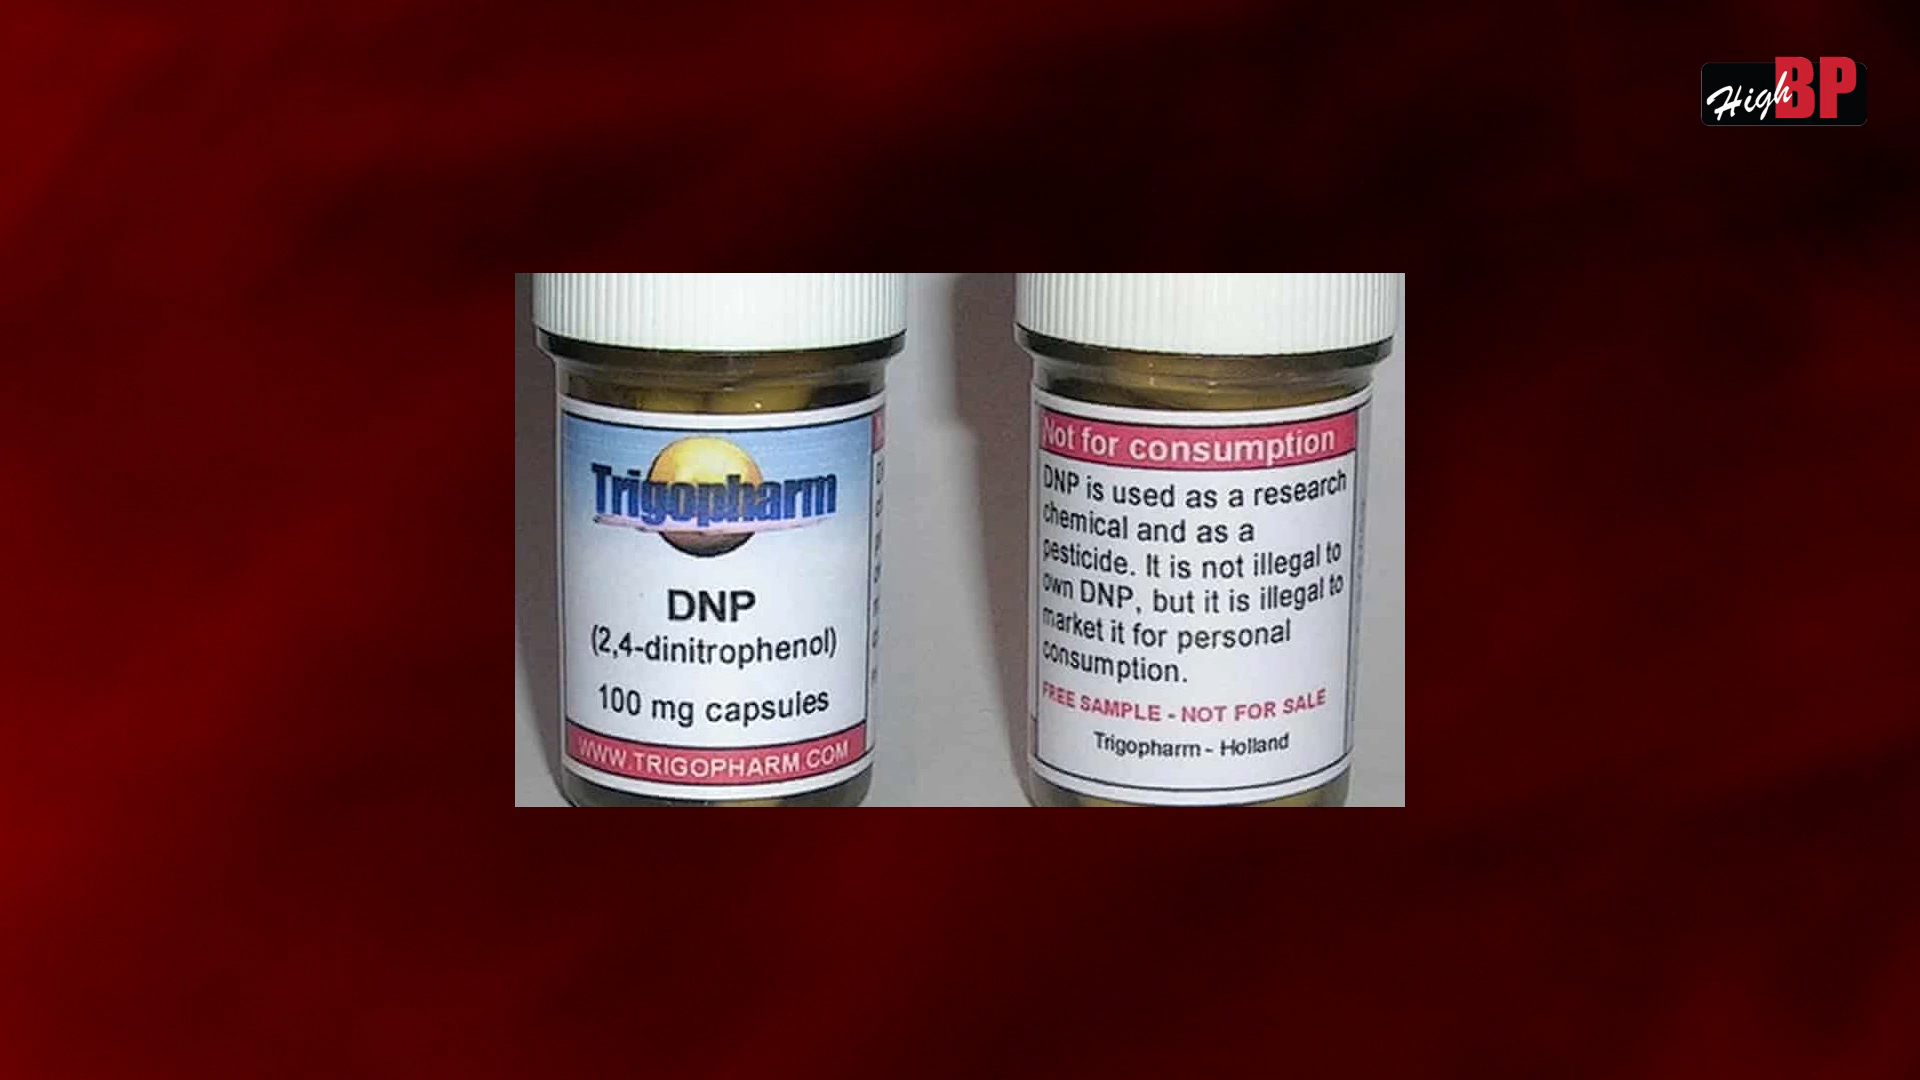 High BP
Trigopharm
DNP
(2,4-dinitrophenol)
100 mg capsules
WWW.TRIGOPHARM.COM
Not for consumption
DNP is used as a research
chemical and as a
pesticide. It is not illegal to
own DNP, but it is illegal to
market it for personal
consumption.
FREE SAMPLE - NOT FOR SALE
Trigopharm - Holland